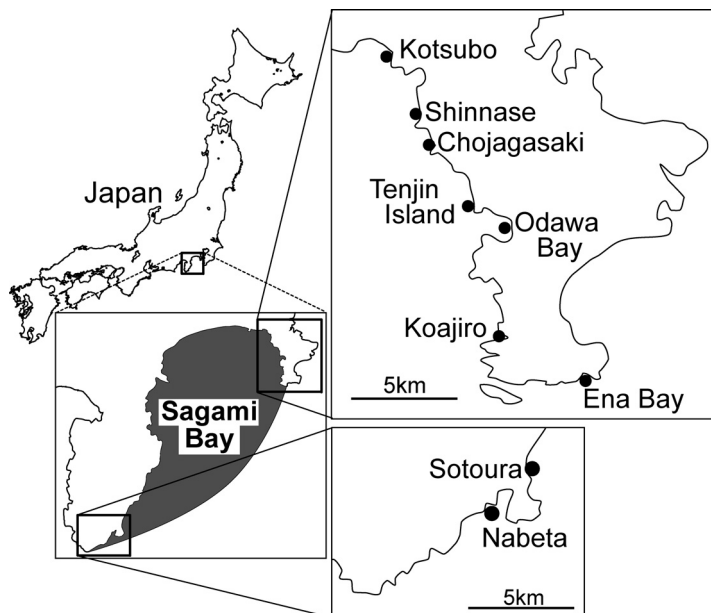 Japan
Sagami
Bay
Kotsubo
Shinnase
Chojagasaki
Tenjin
Island
Odawa
Bay
Koajiro
5km
Ena Bay
Sotoura
Nabeta
5km